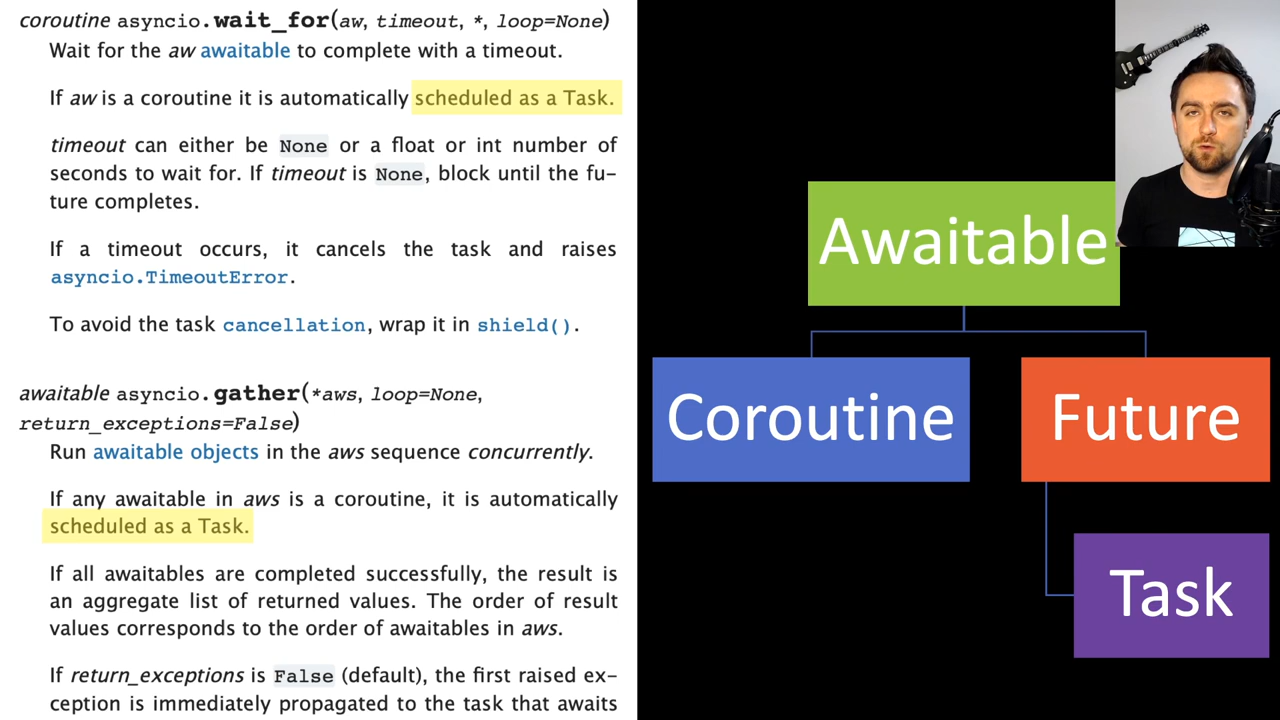 coroutine asyncio.wait_for(aw, timeout, *, loop=None)
Wait for the aw awaitable to complete with a timeout.
If aw is a coroutine it is automatically scheduled as a Task.
timeout can either be None or a float or int number of
seconds to wait for. If timeout is None, block until the fu-
ture completes.
If a timeout occurs, it cancels the task and raises
asyncio.TimeoutError.
To avoid the task cancellation, wrap it in shield().
awaitable asyncio.gather(*aws, loop=None,
return_exceptions=False)
Run awaitable objects in the aws sequence concurrently.
If any awaitable in aws is a coroutine, it is automatically
scheduled as a Task.
If all awaitables are completed successfully, the result is
an aggregate list of returned values. The order of result
values corresponds to the order of awaitables in aws.
If return_exceptions is False (default), the first raised ex-
ception is immediately propagated to the task that awaits
Awaitable
Coroutine
Future
Task